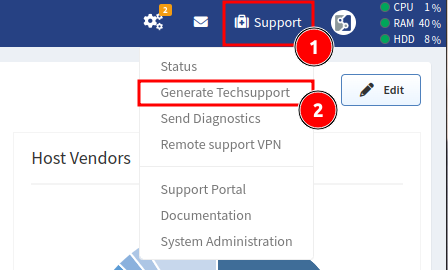 2
Support
CPU 1 %
RAM 40 %
HDD 8 %
1
Status
Generate Techsupport
2
Edit
Send Diagnostics
Remote support VPN
Host Vendors
Support Portal
Documentation
System Administration